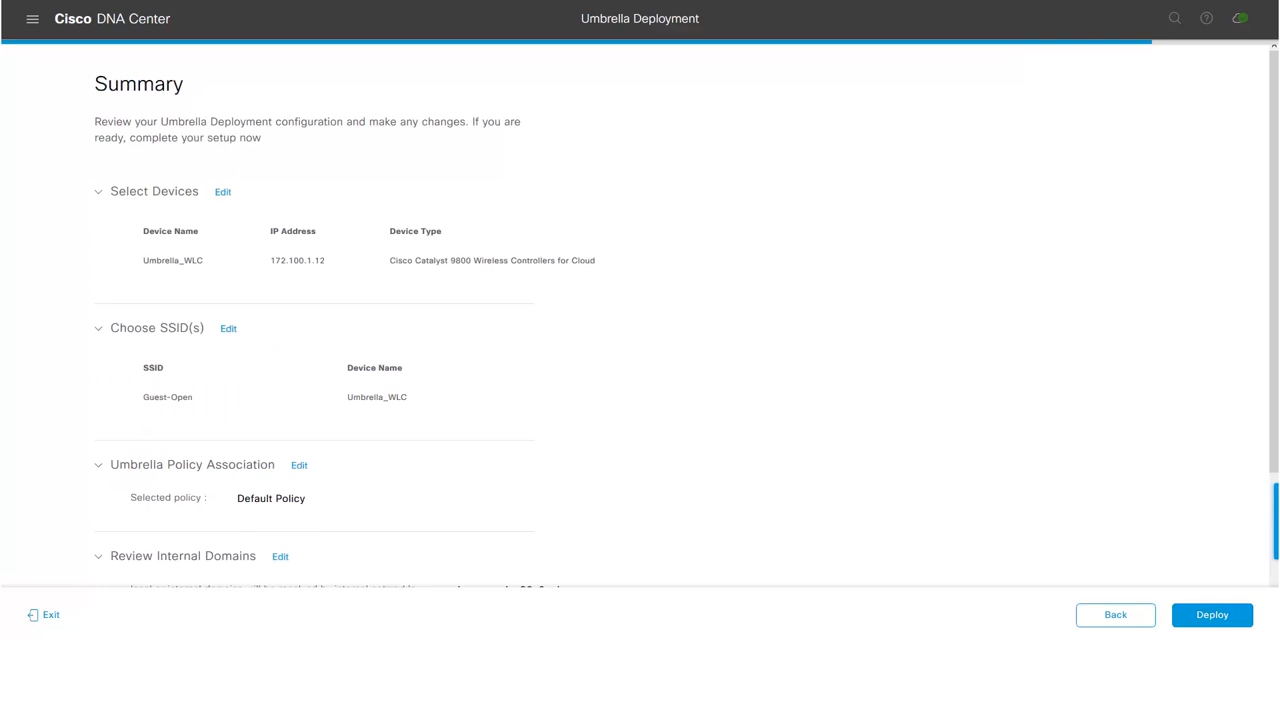 Cisco DNA Center
Umbrella Deployment
Summary
Review your Umbrella Deployment configuration and make any changes. If you are
ready, complete your setup now
Select Devices Edit
Device Name IP Address Device Type
Umbrella_WLC 172.100.1.12 Cisco Catalyst 9800 Wireless Controllers for Cloud
Choose SSID(s) Edit
SSID Device Name
Guest-Open Umbrella_WLC
Umbrella Policy Association Edit
Selected policy : Default Policy
Review Internal Domains Edit
Exit
Back
Deploy